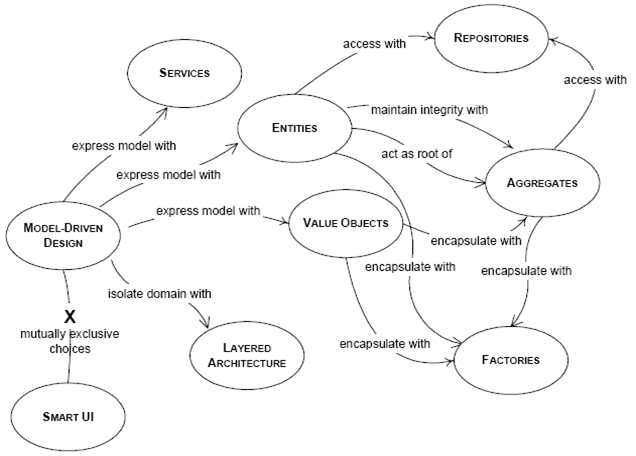 REPOSITORIES
access with
SERVICES
access with
maintain integrity with
ENTITIES
express model with
act as root of
express model with
AGGREGATES
express model with
VALUE OBJECTS
MODEL-DRIVEN
DESIGN
encapsulate with
encapsulate with
encapsulate with
isolate domain with
X
mutually exclusive
choices
encapsulate with
LAYERED
ARCHITECTURE
FACTORIES
SMART UI